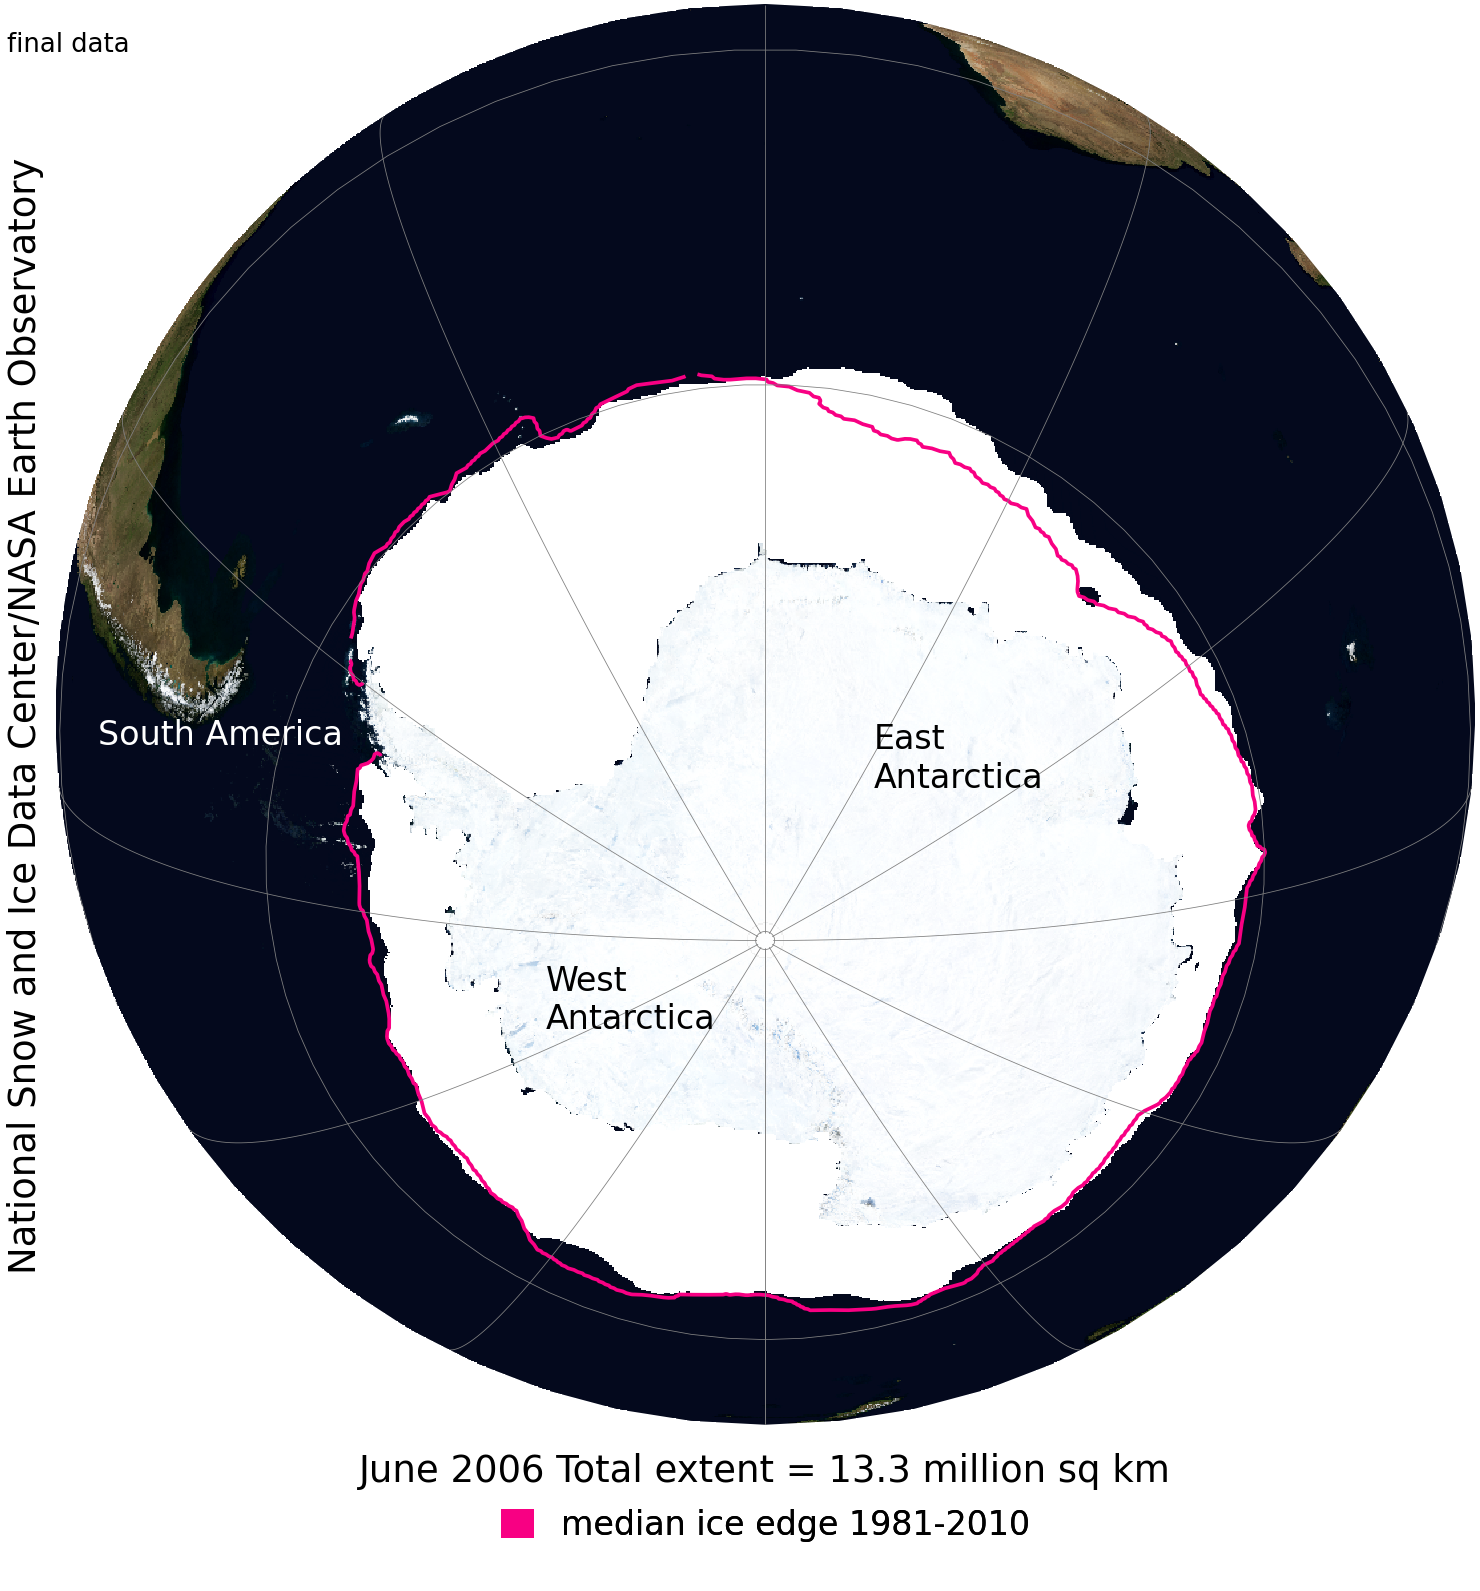 final data
National Snow and Ice Data Center/NASA Earth Observatory
South America
East
Antarctica
West
Antarctica
June 2006 Total extent = 13.3 million sq km
median ice edge 1981-2010